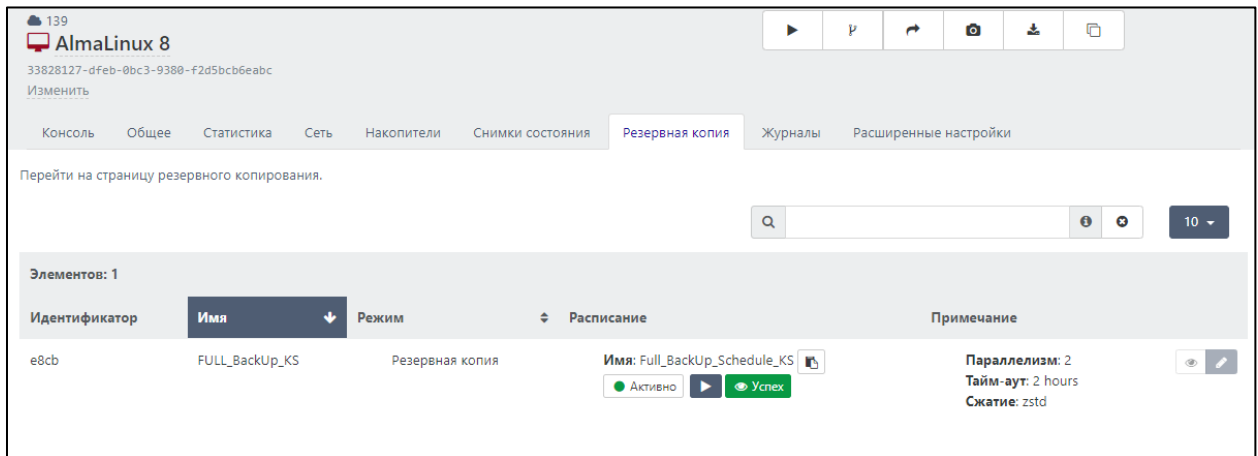 139
AlmaLinux 8
33828127-dfeb-0bc3-9380-f2d5bcb6eabc
Изменить
Консоль Общее Статистика Сеть Накопители Снимки состояния Резервная копия Журналы Расширенные настройки
Перейти на страницу резервного копирования.
10
Элементов: 1
Идентификатор Имя Режим Расписание Примечание
e8cb FULL_BackUp_KS Резервная копия Имя: Full_BackUp_Schedule_KS Параллелизм: 2
Активно Успех Тайм-аут: 2 hours
Сжатие: zstd